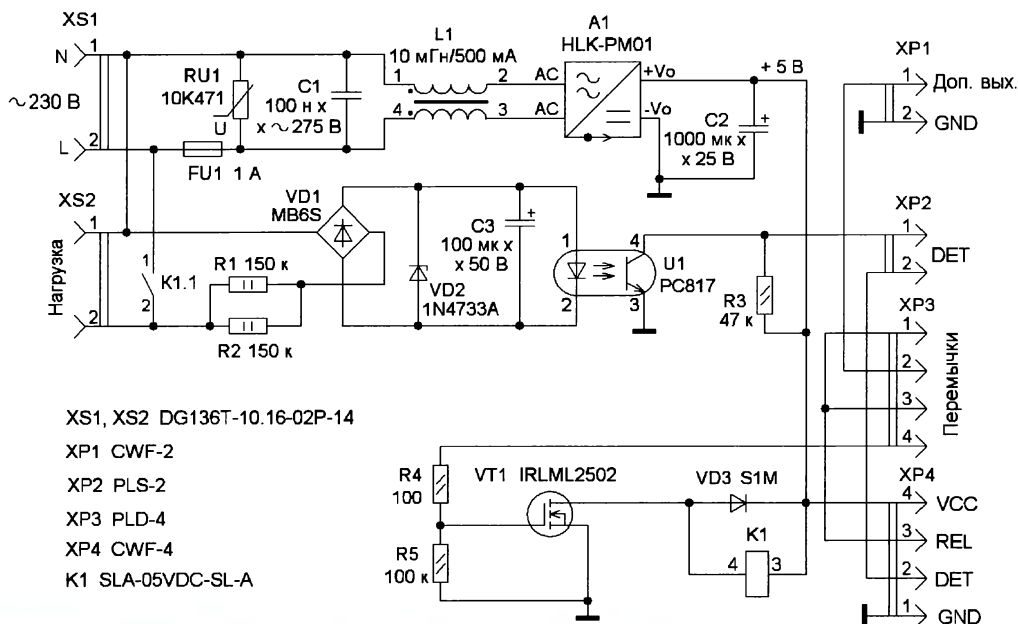 XS1
N
1
~230 В
L
2
RU1
10K471
U
FU1 1 А
C1
100 н х
х ~275 В
L1
10 мГн/500 мА
1
2
4
3
AC
AC
A1
HLK-PM01
+Vo
-Vo
+ 5 В
C2
1000 мк х
х 25 В
+
XP1
1
Доп. вых.
2
GND
XS2
1
Нагрузка
2
1
K1.1
2
R1 150 к
R2 150 к
VD1
MB6S
VD2
1N4733A
C3
100 мк х
х 50 В
+
1
2
4
3
U1
PC817
R3
47 к
XP2
1
DET
2
XP3
1
2
3
4
Перемычки
XS1, XS2 DG136T-10.16-02P-14
XP1 CWF-2
XP2 PLS-2
XP3 PLD-4
XP4 CWF-4
K1 SLA-05VDC-SL-A
R4
100
R5
100 к
VT1 IRLML2502
VD3 S1M
K1
4
3
XP4
4
VCC
3
REL
2
DET
1
GND